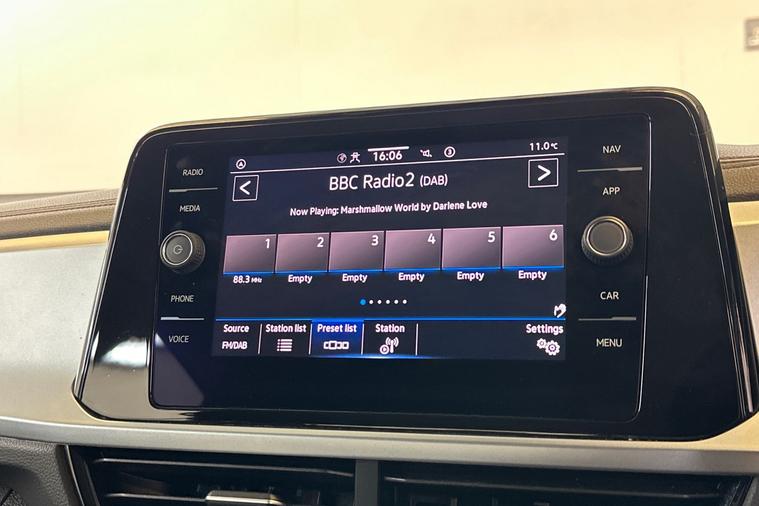 RADIO
MEDIA
PHONE
VOICE
16:06
3
11.0°C
A
< BBC Radio2 (DAB) >
Now Playing: Marshmallow World by Darlene Love
1 2 3 4 5 6
88.3 MHz Empty Empty Empty Empty Empty
Source Station list Preset list Station Settings
FM/DAB
NAV
APP
CAR
MENU